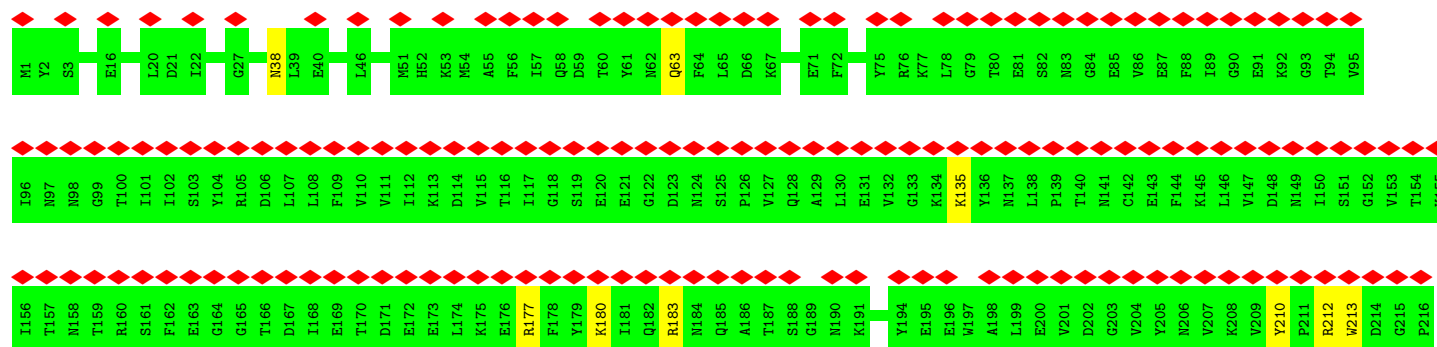 M1 Y2 S3 E16 L20 D21 I22 G27 N38 L39 E40 L46 M51 H52 K53 M54 A55 F56 I57 Q58 D59 T60 Y61 N62 Q63 F64 L65 D66 K67 E71 F72 Y75 R76 K77 L78 G79 T80 E81 S82 N83 G84 E85 V86 E87 F88 I89 G90 E91 K92 G93 T94 V95
I96 N97 N98 G99 T100 I101 I102 S103 Y104 R105 D106 L107 L108 F109 V110 V111 I112 K113 D114 V115 T116 I117 G118 S119 E120 E121 G122 D123 N124 S125 P126 V127 Q128 A129 L130 E131 V132 G133 K134 K135 Y136 N137 L138 P139 T140 N141 C142 E143 F144 K145 L146 V147 D148 N149 I150 S151 G152 V153 T154
I156 T157 N158 T159 R160 S161 F162 E163 G164 G165 T166 D167 I168 E169 T170 D171 E172 E173 L174 K175 E176 R177 F178 Y179 K180 I181 Q182 R183 N184 Q185 A186 T187 S188 G189 N190 K191 Y194 E195 E196 W197 A198 L199 E200 V201 D202 G203 V204 Y205 N206 V207 K208 V209 Y210 P211 R212 W213 D214 G215 P216